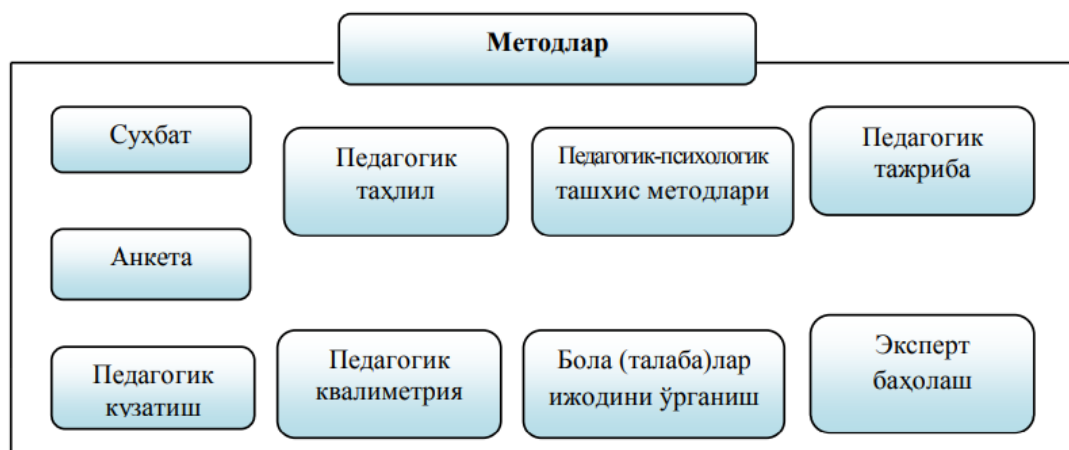 Методлар
Суҳбат
Педагогик
таҳлил
Педагогик-психологик
ташхис методлари
Педагогик
тажриба
Анкета
Педагогик
кузатиш
Педагогик
квалиметрия
Бола (талаба)лар
ижодини ўрганиш
Эксперт
баҳолаш